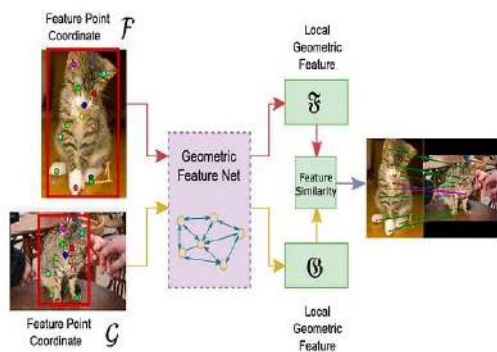 Feature Point
Coordinate
𝓕
Local
Geometric
Feature
𝔉
Geometric
Feature Net
Feature
Similarity
𝔊
Feature Point
Coordinate
𝒢
Local
Geometric
Feature